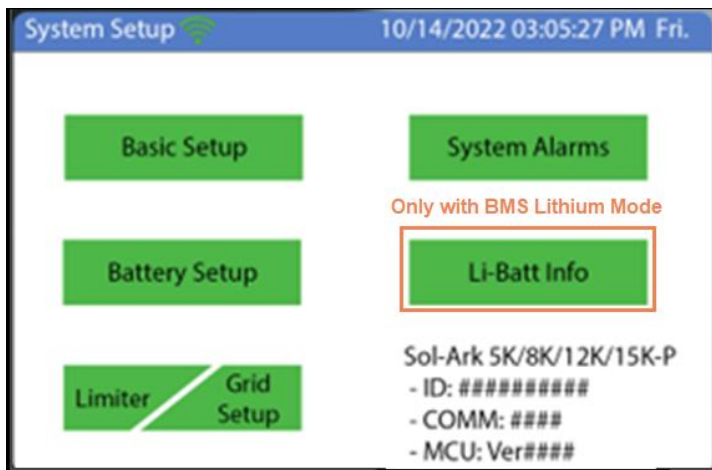 System Setup 10/14/2022 03:05:27 PM Fri.
Basic Setup
System Alarms
Only with BMS Lithium Mode
Battery Setup
Li-Batt Info
Limiter
Grid
Setup
Sol-Ark 5K/8K/12K/15K-P
- ID: ##########
- COMM: ####
- MCU: Ver####